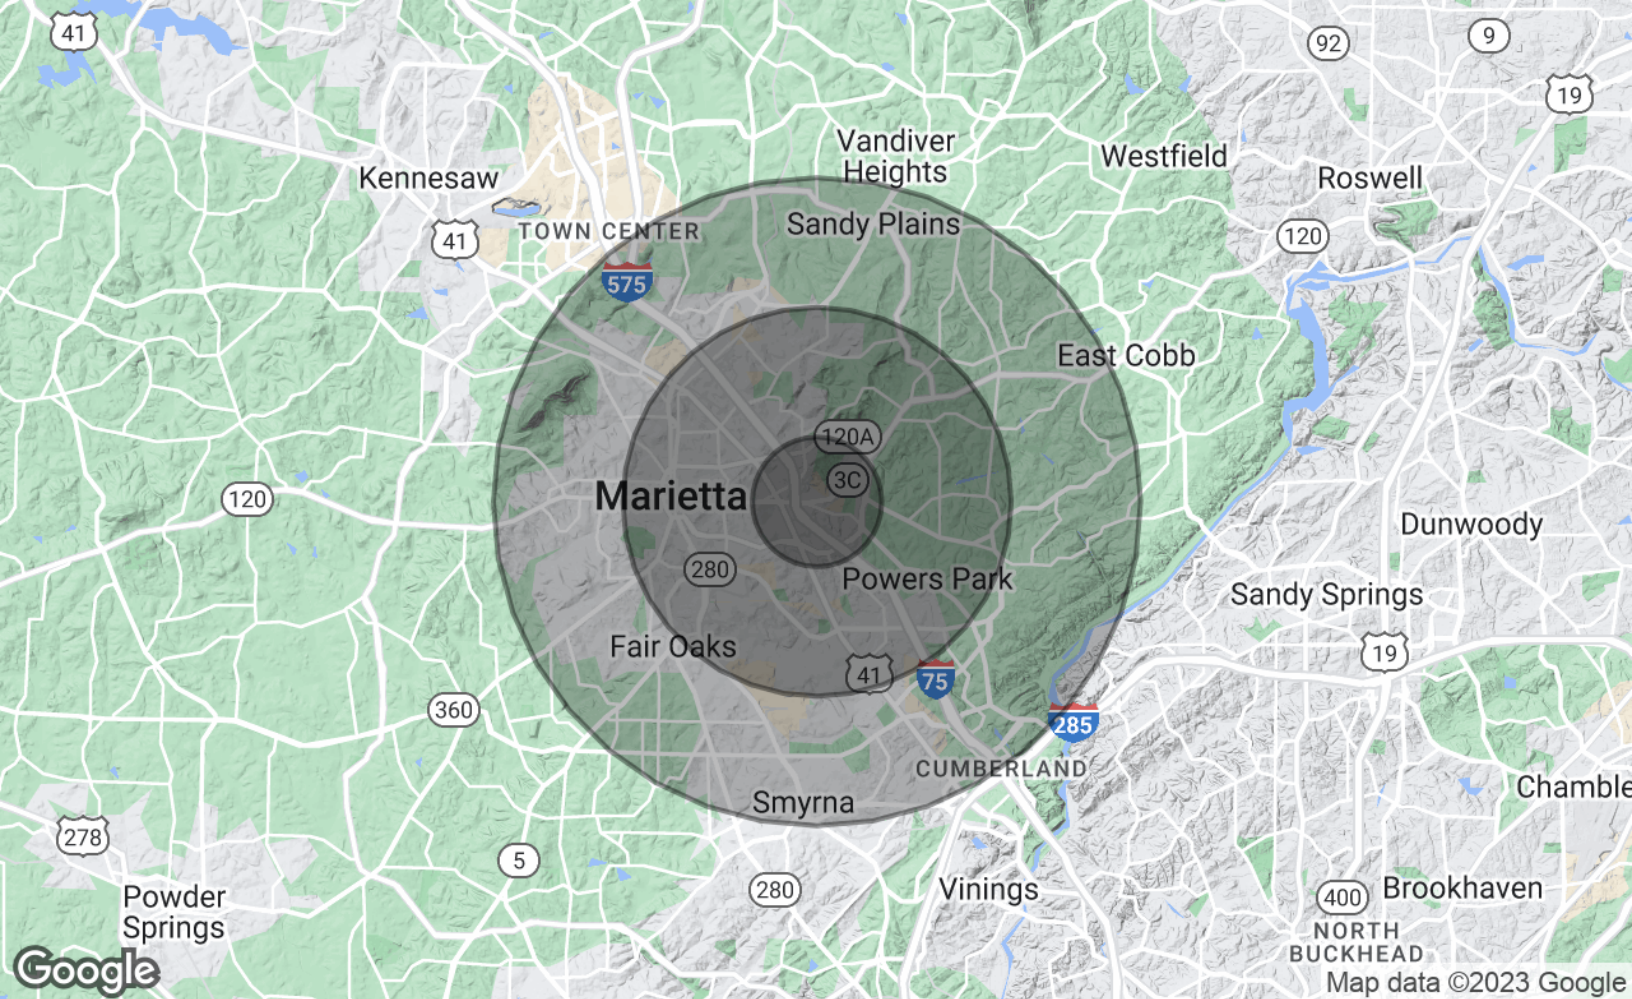 41
92
9
19
Vandiver
Heights
Westfield
Kennesaw
Roswell
Sandy Plains
41
TOWN CENTER
120
575
East Cobb
120A
3C
Marietta
120
Dunwoody
280
Powers Park
Sandy Springs
Fair Oaks
19
41
75
360
285
CUMBERLAND
Chamble
Smyrna
278
5
280
Vinings
400
Brookhaven
Powder
Springs
NORTH
BUCKHEAD
Google
Map data ©2023 Google